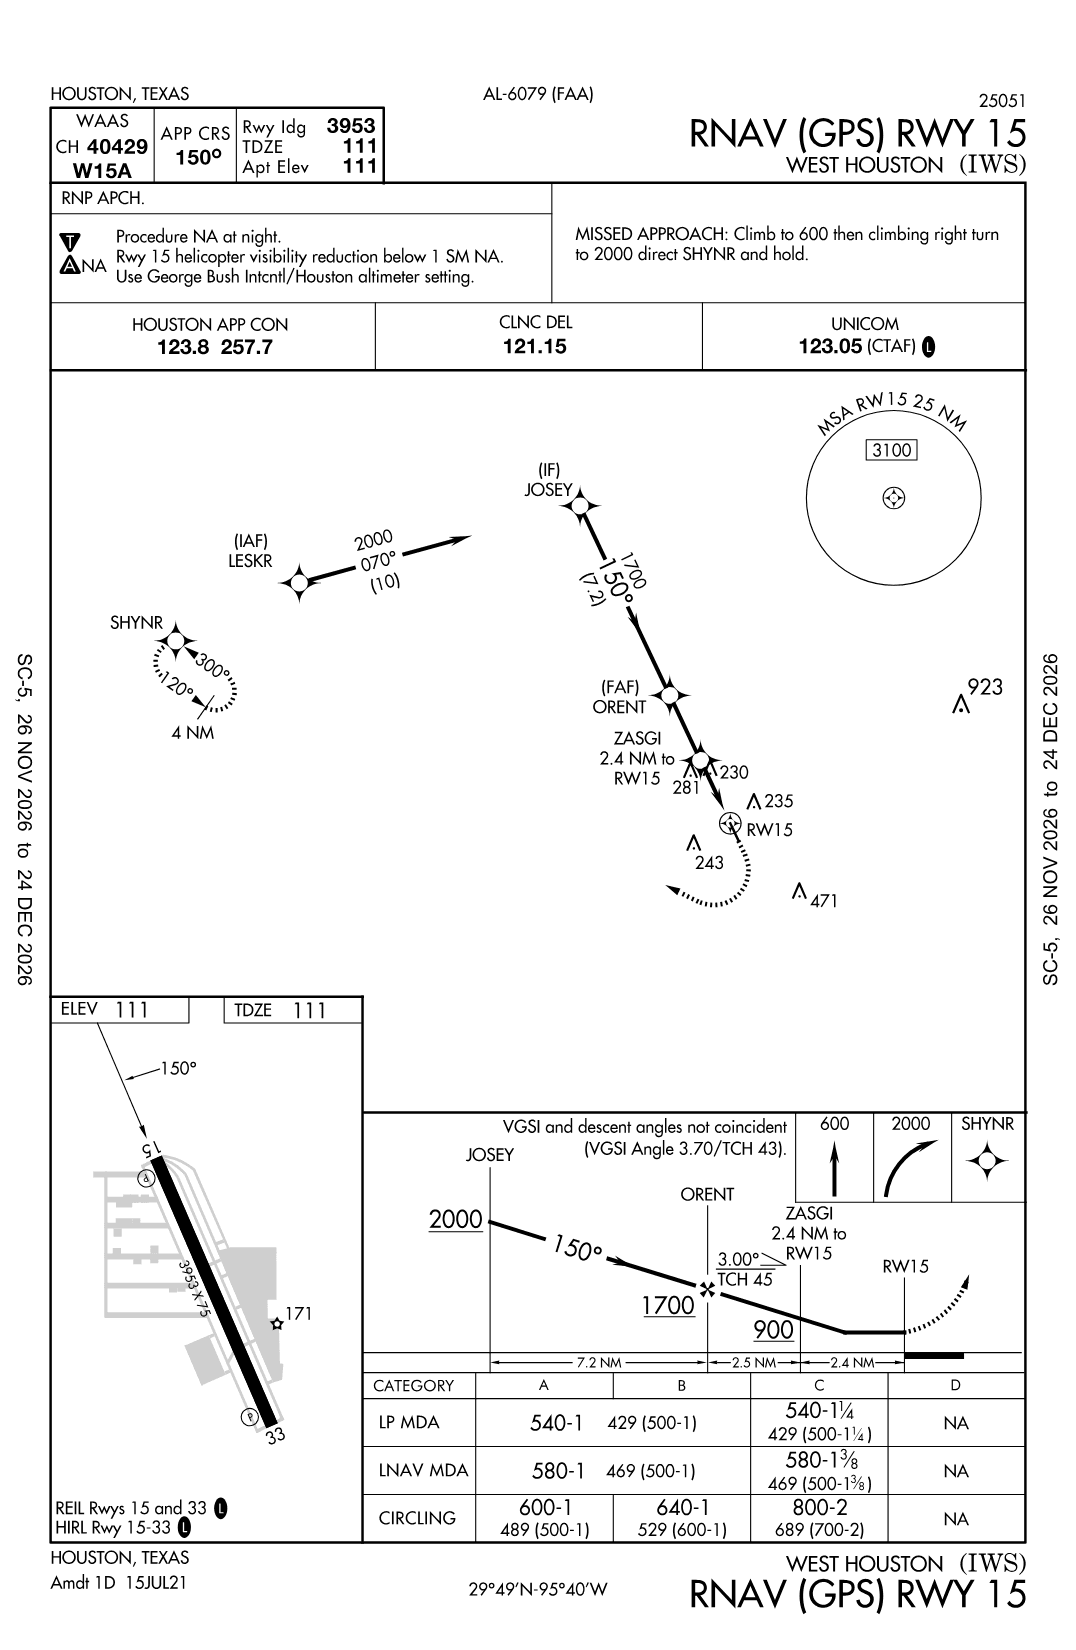 HOUSTON, TEXAS
AL-6079 (FAA)
25051
WAAS
CH 40429
W15A
APP CRS
150°
Rwy ldg 3953
TDZE 111
Apt Elev 111
RNAV (GPS) RWY 15
WEST HOUSTON (IWS)
RNP APCH.
T
A NA
Procedure NA at night.
Rwy 15 helicopter visibility reduction below 1 SM NA.
Use George Bush Intcntl/Houston altimeter setting.
MISSED APPROACH: Climb to 600 then climbing right turn
to 2000 direct SHYNR and hold.
HOUSTON APP CON
123.8 257.7
CLNC DEL
121.15
UNICOM
123.05 (CTAF) L
MSA RW15 25 NM
3100
(IF)
JOSEY
(IAF)
LESKR
2000
070°
(10)
1700
150°
(7.2)
SHYNR
300°
120°
4 NM
(FAF)
ORENT
923
ZASGI
2.4 NM to
RW15
281
230
235
RW15
243
471
SC-5, 26 NOV 2026 to 24 DEC 2026
SC-5, 26 NOV 2026 to 24 DEC 2026
ELEV 111
TDZE 111
150°
15
P
3953 X 75
171
P
33
REIL Rwys 15 and 33 L
HIRL Rwy 15-33 L
VGSI and descent angles not coincident
(VGSI Angle 3.70/TCH 43).
600
2000
SHYNR
JOSEY
2000
150°
ORENT
1700
3.00°
TCH 45
ZASGI
2.4 NM to
RW15
900
RW15
7.2 NM
2.5 NM
2.4 NM
CATEGORY A B C D
LP MDA 540-1 429 (500-1) 540-1¼ 429 (500-1¼) NA
LNAV MDA 580-1 469 (500-1) 580-1⅜ 469 (500-1⅜) NA
CIRCLING 600-1 489 (500-1) 640-1 529 (600-1) 800-2 689 (700-2) NA
HOUSTON, TEXAS
Amdt 1D 15JUL21
29°49'N-95°40'W
WEST HOUSTON (IWS)
RNAV (GPS) RWY 15